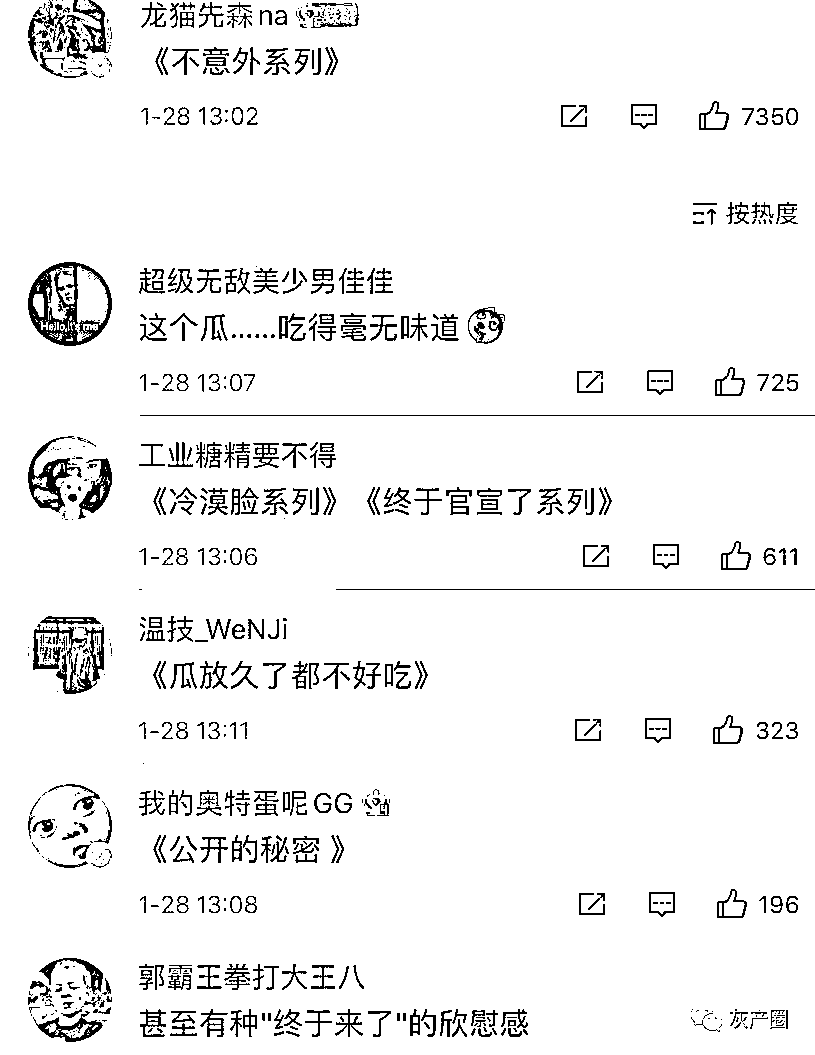 龙猫先森na
《不意外系列》
1-28 13:02 7350
按热度
超级无敌美少男佳佳
Hello,it's me
这个瓜......吃得毫无味道
1-28 13:07 725
工业糖精要不得
《冷漠脸系列》《终于官宣了系列》
1-28 13:06 611
温技_WeNJi
《瓜放久了都不好吃》
1-28 13:11 323
我的奥特蛋呢GG
《公开的秘密 》
1-28 13:08 196
郭霸王拳打大王八
甚至有种"终于来了"的欣慰感
灰产圈